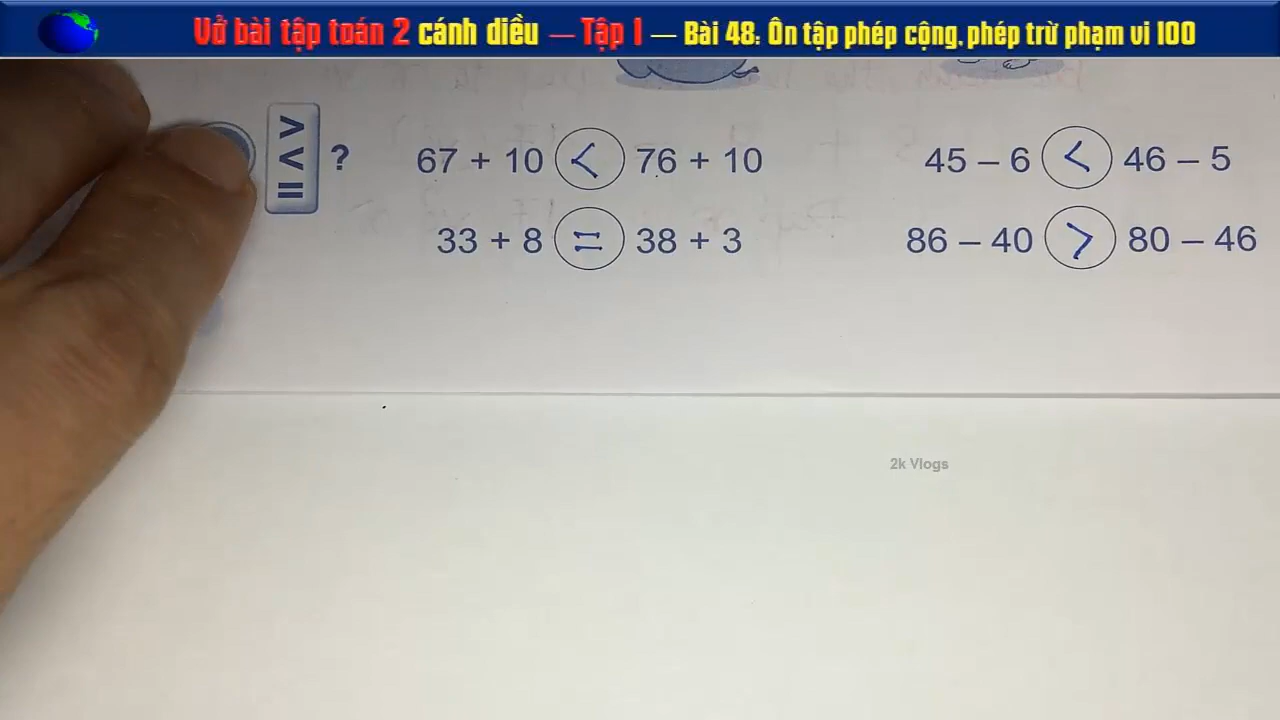 Vở bài tập toán 2 cánh diều — Tập 1 — Bài 48: Ôn tập phép cộng, phép trừ phạm vi 100
> < = ?
67 + 10 < 76 + 10
45 – 6 < 46 – 5
33 + 8 = 38 + 3
86 – 40 > 80 – 46
2k Vlogs